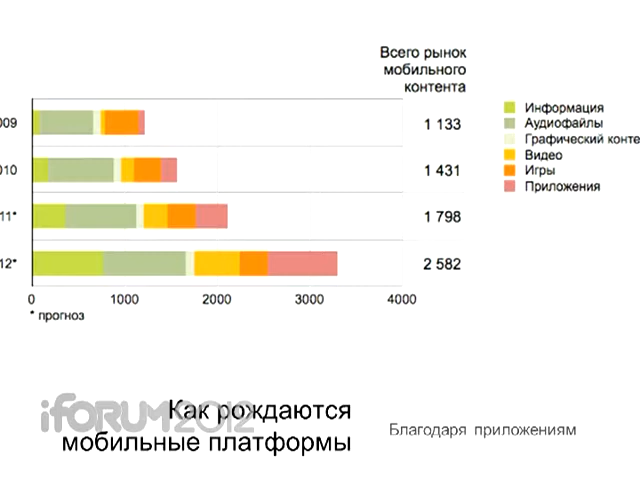 Всего рынок
мобильного
контента
009
1 133
010
1 431
11*
1 798
12*
2 582
0 1000 2000 3000 4000
* прогноз
Информация
Аудиофайлы
Графический конте
Видео
Игры
Приложения
iFORUM2012
Как рождаются
мобильные платформы
Благодаря приложениям